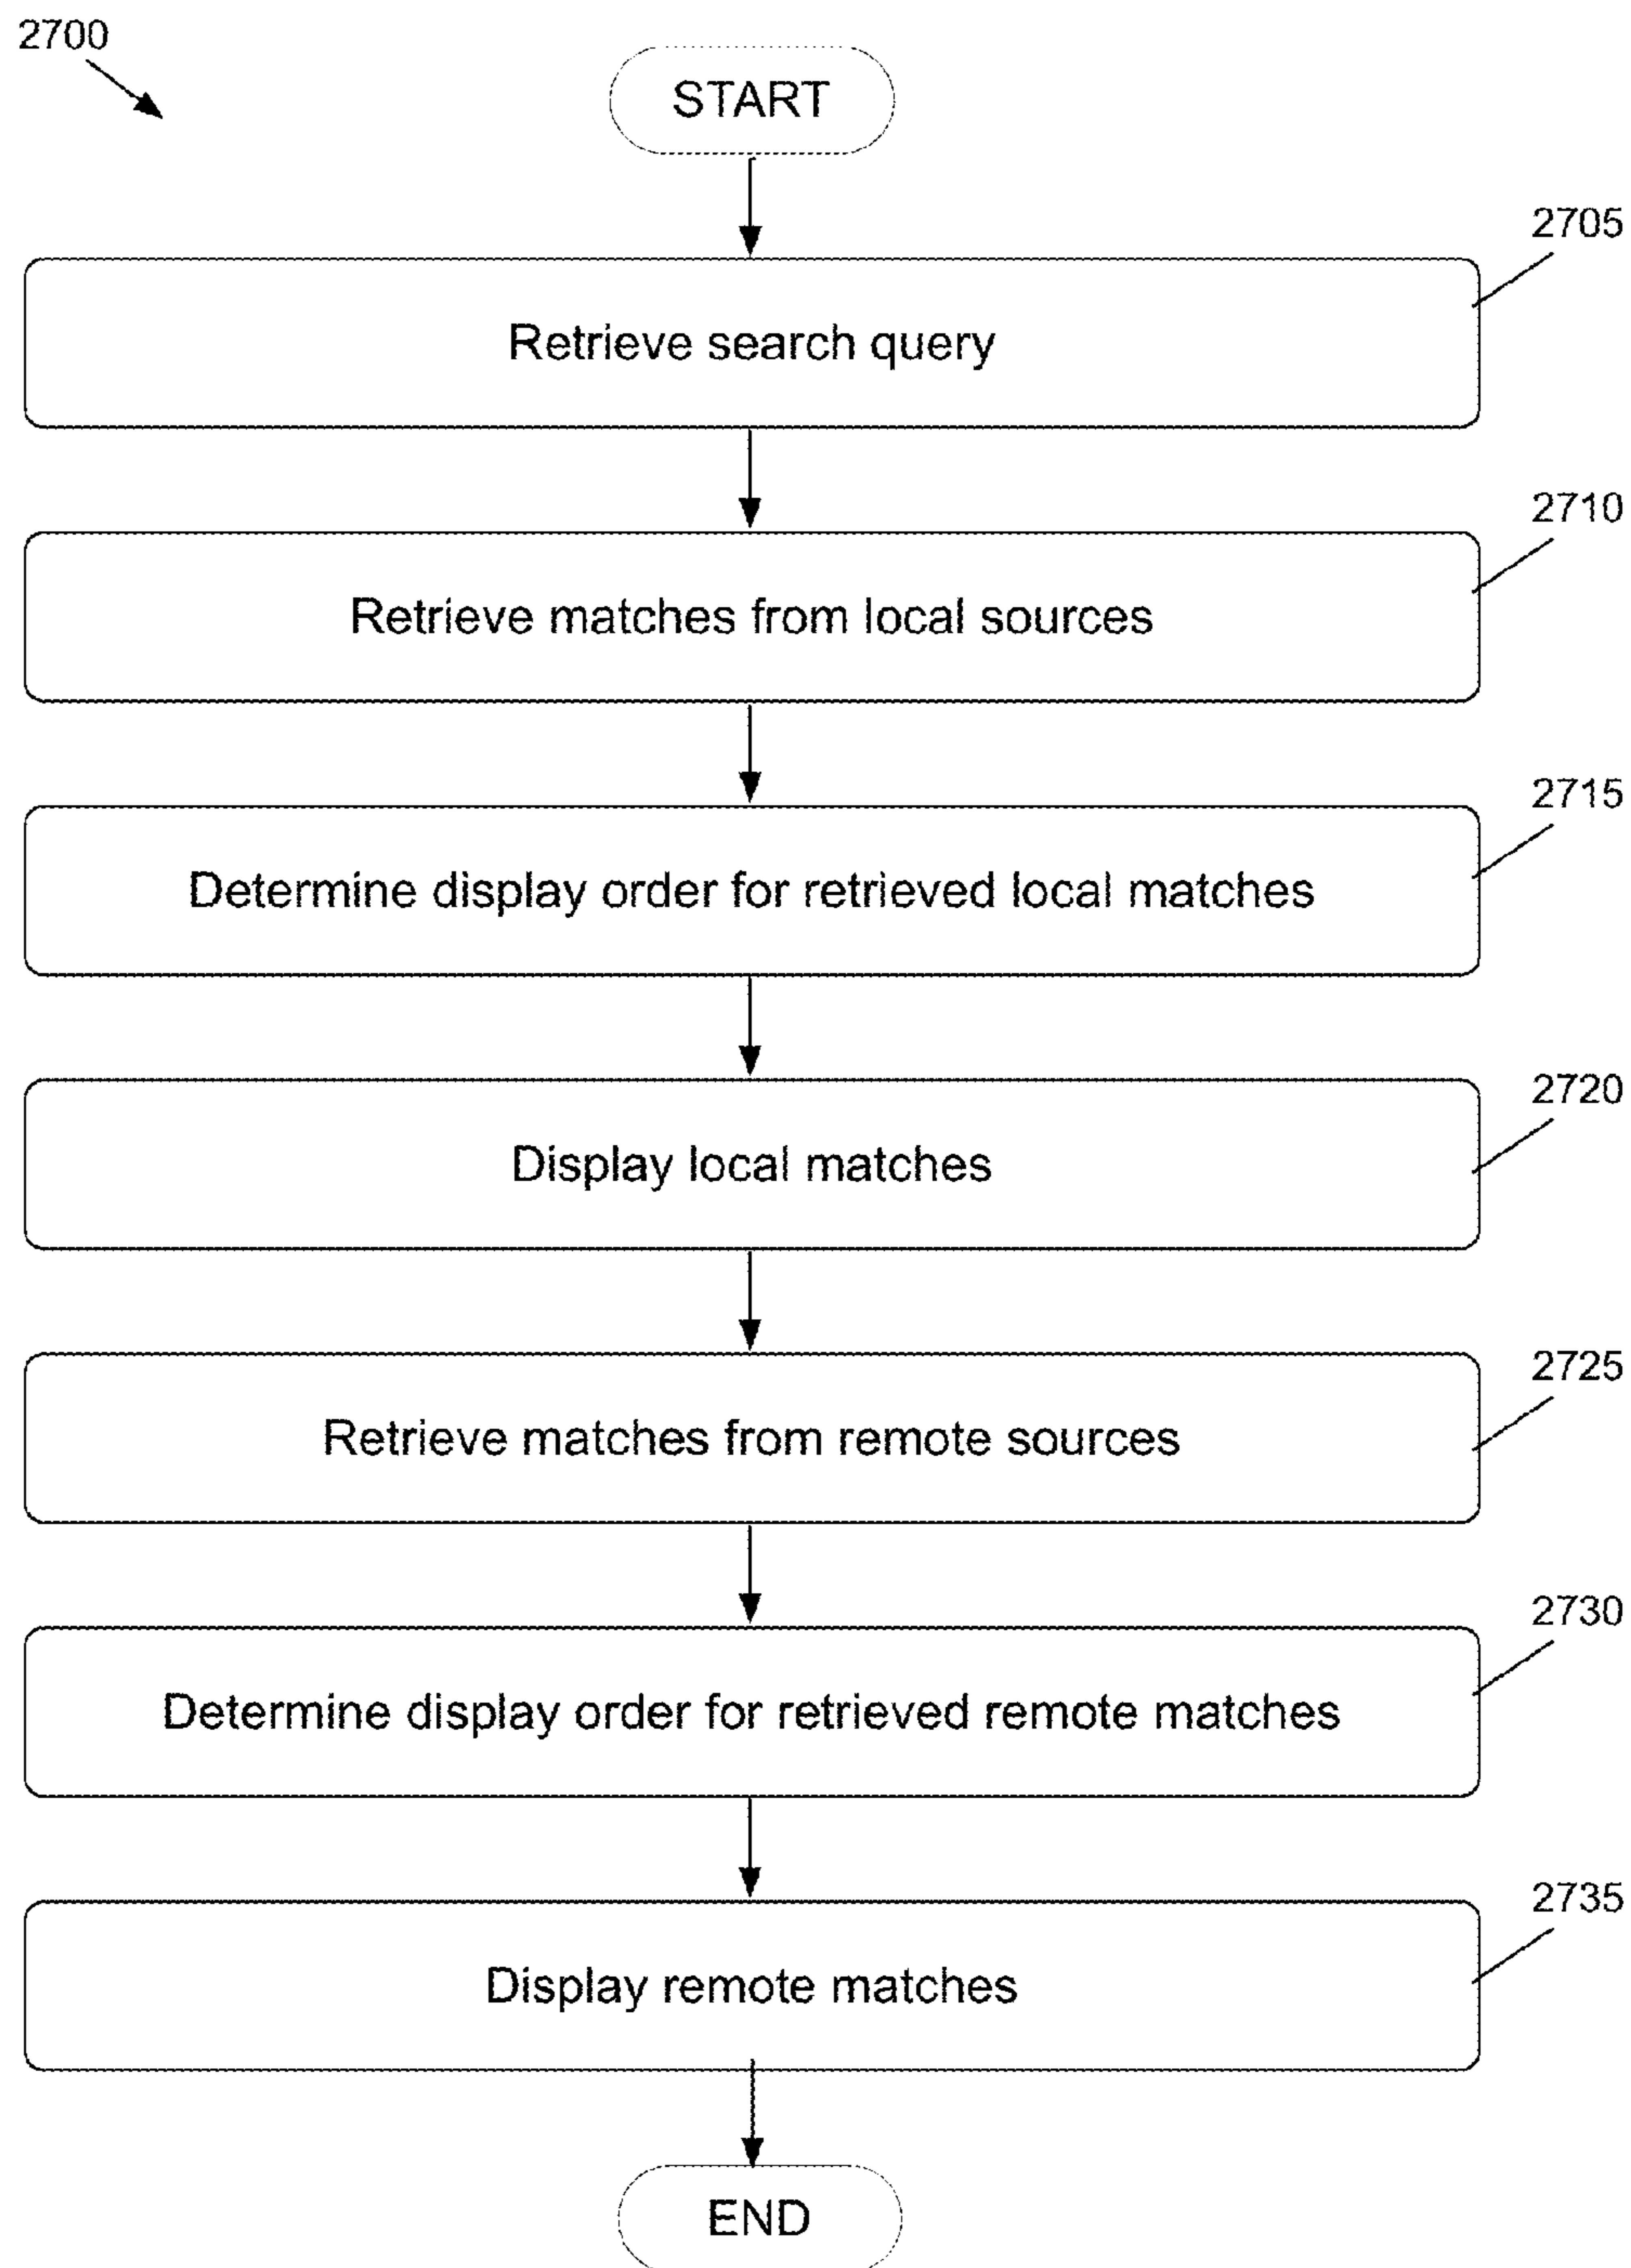 2700
START
2705
Retrieve search query
2710
Retrieve matches from local sources
2715
Determine display order for retrieved local matches
2720
Display local matches
2725
Retrieve matches from remote sources
2730
Determine display order for retrieved remote matches
2735
Display remote matches
END